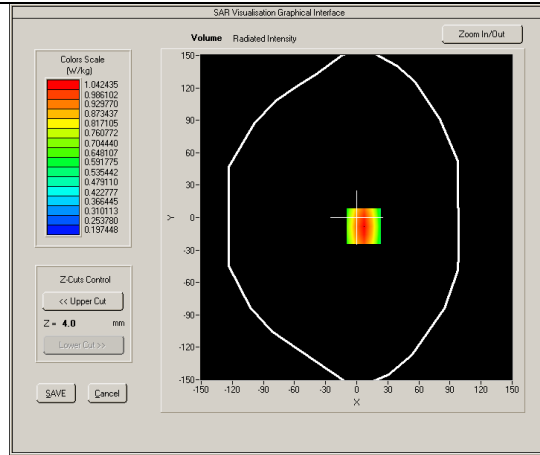 SAR Visualisation Graphical Interface
Volume Radiated Intensity
Zoom In/Out
Colors Scale
(W/kg)
1.042435
0.986102
0.929770
0.873437
0.817105
0.760772
0.704440
0.648107
0.591775
0.535442
0.479110
0.422777
0.366445
0.310113
0.253780
0.197448
Z-Cuts Control
<< Upper Cut
Z = 4.0 mm
Lower Cut >>
SAVE
Cancel
150
120
90
60
30
0
-30
-60
-90
-120
-150
Y
-150 -120 -90 -60 -30 0 30 60 90 120 150
X